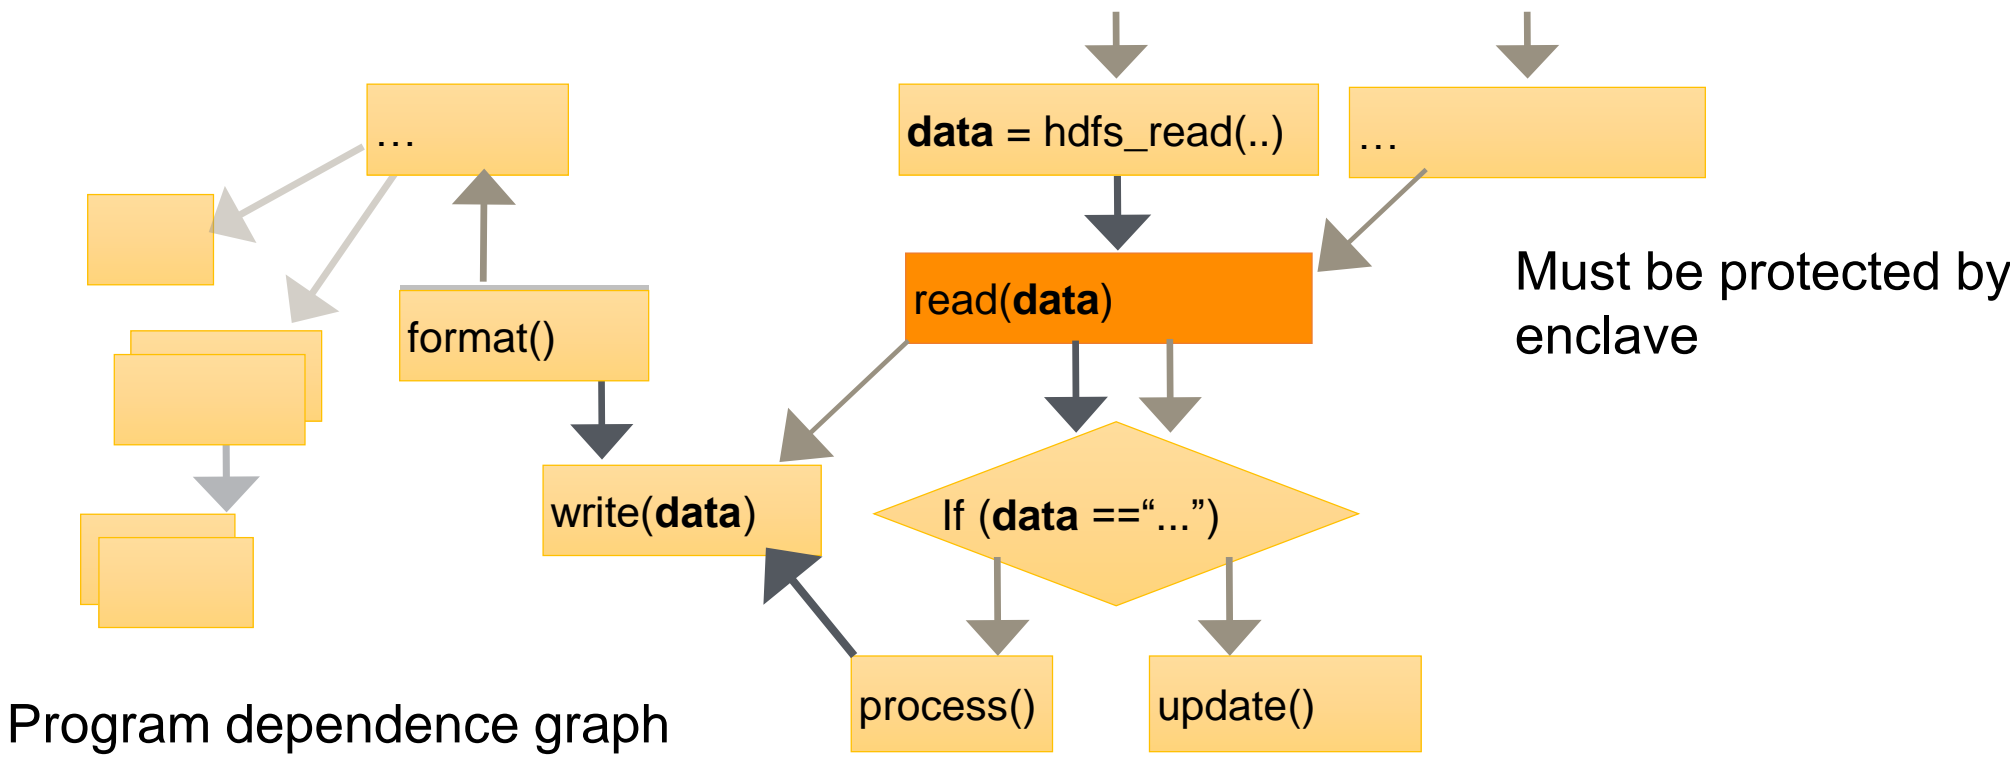 …
data = hdfs_read(..)
…
read(data)
Must be protected by
enclave
format()
write(data)
If (data ==“...”)
process()
update()
Program dependence graph